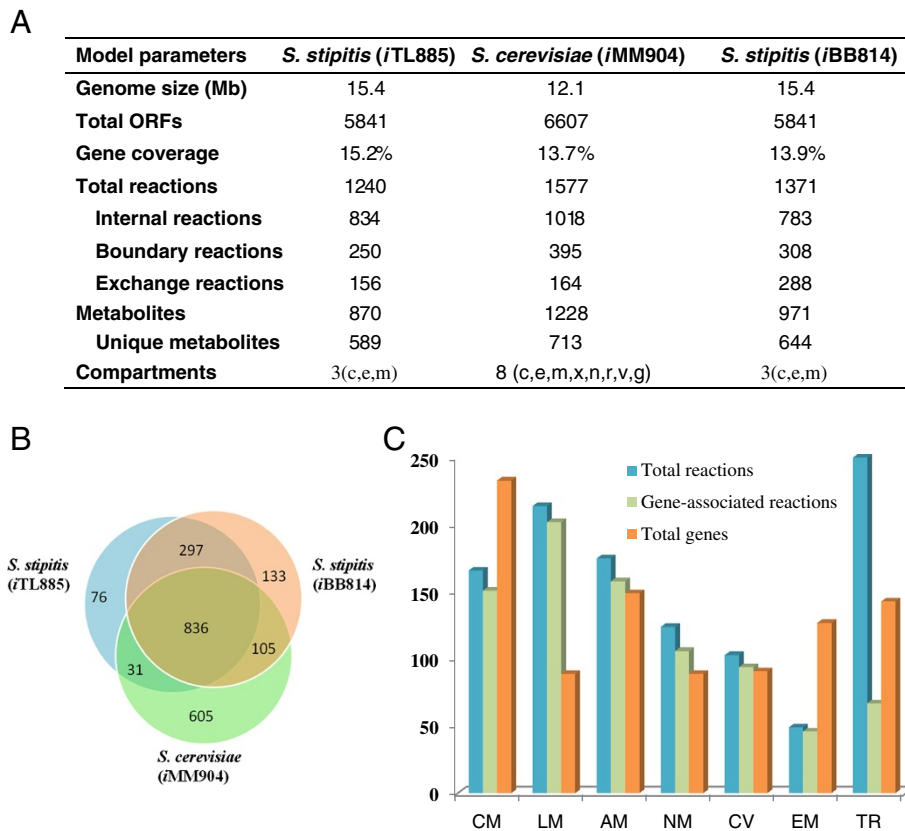 A
Model parameters S. stipitis (iTL885) S. cerevisiae (iMM904) S. stipitis (iBB814)
Genome size (Mb) 15.4 12.1 15.4
Total ORFs 5841 6607 5841
Gene coverage 15.2% 13.7% 13.9%
Total reactions 1240 1577 1371
Internal reactions 834 1018 783
Boundary reactions 250 395 308
Exchange reactions 156 164 288
Metabolites 870 1228 971
Unique metabolites 589 713 644
Compartments 3(c,e,m) 8 (c,e,m,x,n,r,v,g) 3(c,e,m)
B
S. stipitis
(iTL885)
S. stipitis
(iBB814)
297
133
76
836
105
31
605
S. cerevisiae
(iMM904)
C
250
200
150
100
50
0
Total reactions
Gene-associated reactions
Total genes
CM LM AM NM CV EM TR